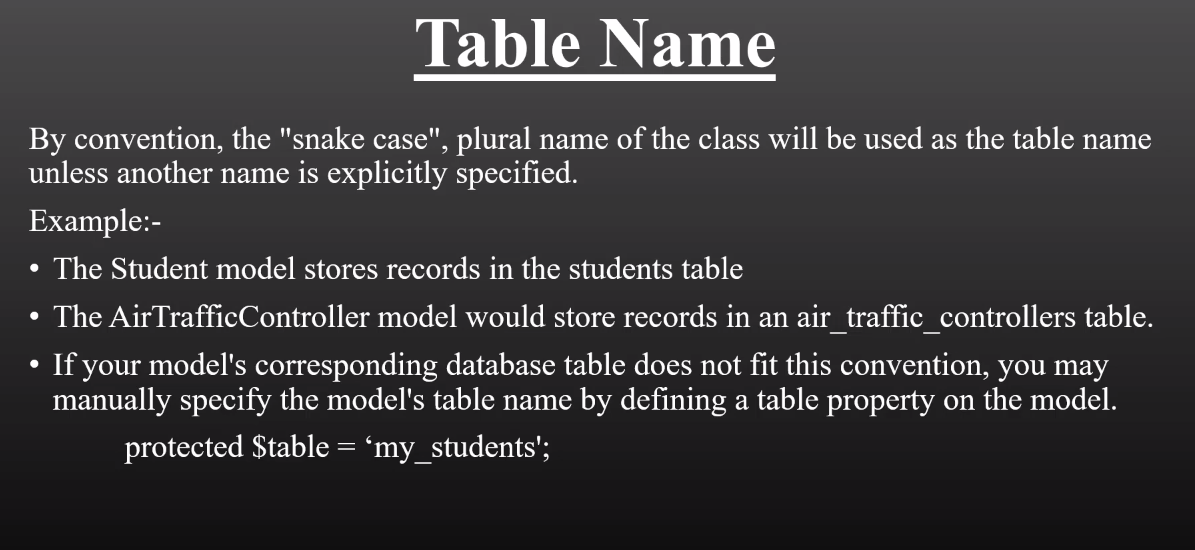 Table Name
By convention, the "snake case", plural name of the class will be used as the table name
unless another name is explicitly specified.
Example:-
• The Student model stores records in the students table
• The AirTrafficController model would store records in an air_traffic_controllers table.
• If your model's corresponding database table does not fit this convention, you may
manually specify the model's table name by defining a table property on the model.
protected $table = ‘my_students';